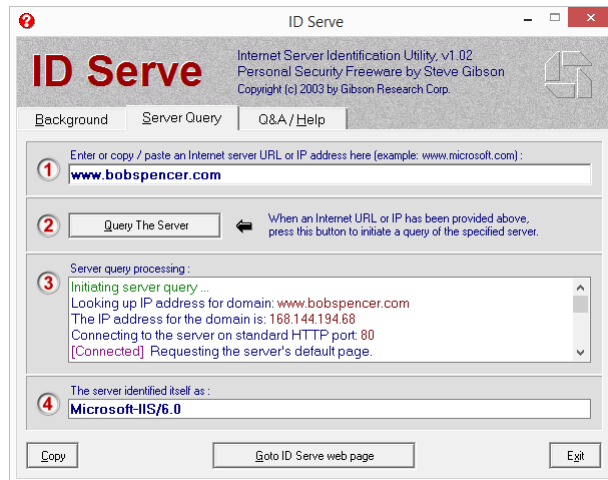 ID Serve
ID Serve
Internet Server Identification Utility, v1.02
Personal Security Freeware by Steve Gibson
Copyright (c) 2003 by Gibson Research Corp.
Background
Server Query
Q&A / Help
1
Enter or copy / paste an Internet server URL or IP address here (example: www.microsoft.com) :
www.bobspencer.com
2
Query The Server
When an Internet URL or IP has been provided above,
press this button to initiate a query of the specified server.
3
Server query processing :
Initiating server query ...
Looking up IP address for domain: www.bobspencer.com
The IP address for the domain is: 168.144.194.68
Connecting to the server on standard HTTP port: 80
[Connected] Requesting the server's default page.
4
The server identified itself as :
Microsoft-IIS/6.0
Copy
Goto ID Serve web page
Exit